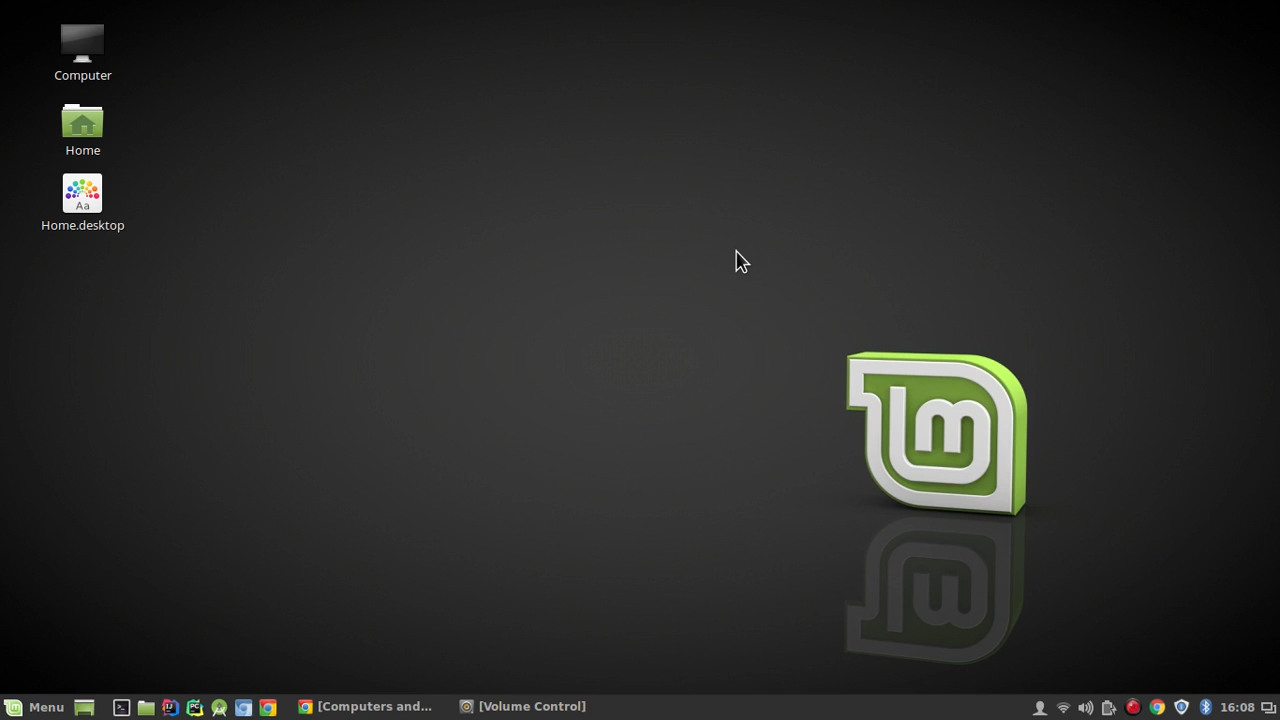 Computer
Home
Aa
Home.desktop
Menu
[Computers and...
[Volume Control]
16:08